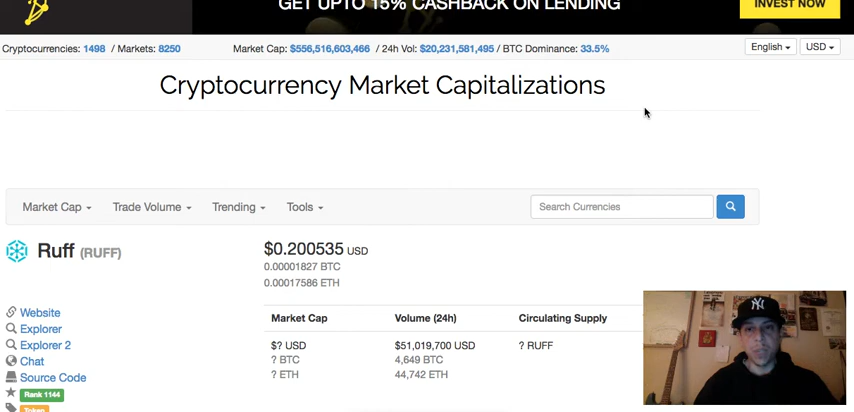 GET UPTO 15% CASHBACK ON LENDING
INVEST NOW
Cryptocurrencies: 1498 / Markets: 8250
Market Cap: $556,516,603,466 / 24h Vol: $20,231,581,495 / BTC Dominance: 33.5%
English
USD
Cryptocurrency Market Capitalizations
Market Cap
Trade Volume
Trending
Tools
Search Currencies
Ruff (RUFF)
$0.200535 USD
0.00001827 BTC
0.00017586 ETH
Website
Explorer
Explorer 2
Chat
Source Code
Rank 1144
Token
Market Cap
Volume (24h)
Circulating Supply
$? USD
$51,019,700 USD
? RUFF
? BTC
4,649 BTC
? ETH
44,742 ETH